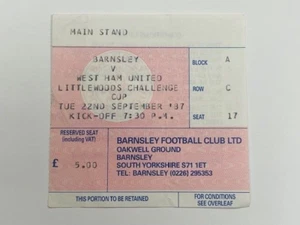 MAIN STAND
BARNSLEY
V
WEST HAM UNITED
LITTLEWOODS CHALLENGE
CUP
TUE 22ND SEPTEMBER '87
KICK-OFF 7:30 P.M.
BLOCK A
ROW C
SEAT 17
RESERVED SEAT
(including VAT)
£ 5.00
BARNSLEY FOOTBALL CLUB LTD
OAKWELL GROUND
BARNSLEY
SOUTH YORKSHIRE S71 1ET
TEL: BARNSLEY (0226) 295353
THIS PORTION TO BE RETAINED
FOR CONDITIONS
SEE OVERLEAF